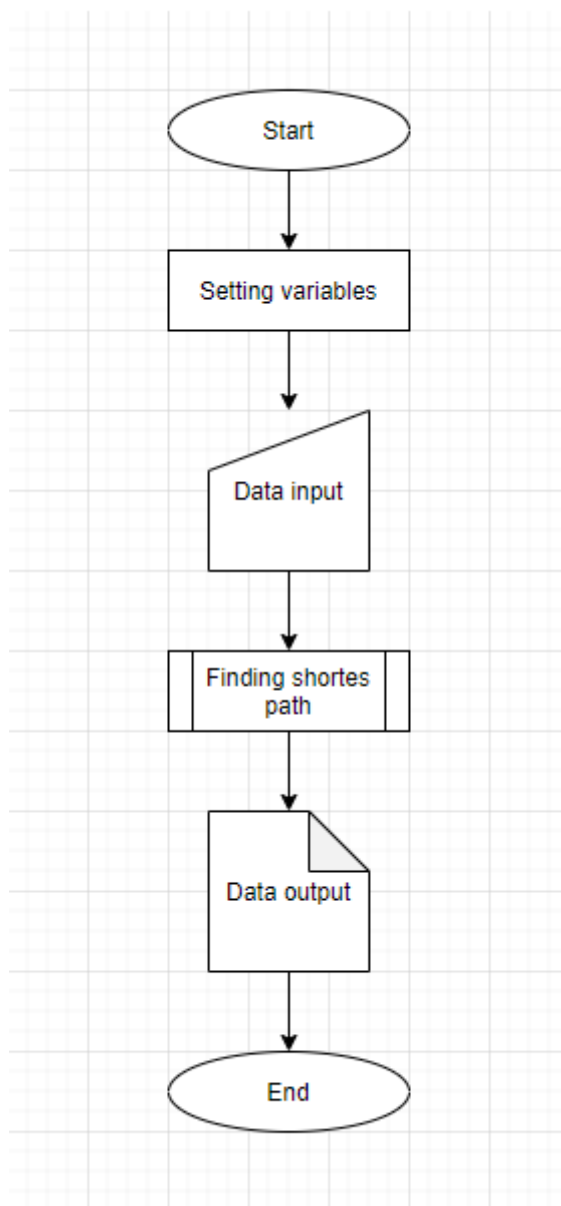 Start
Setting variables
Data input
Finding shortes
path
Data output
End